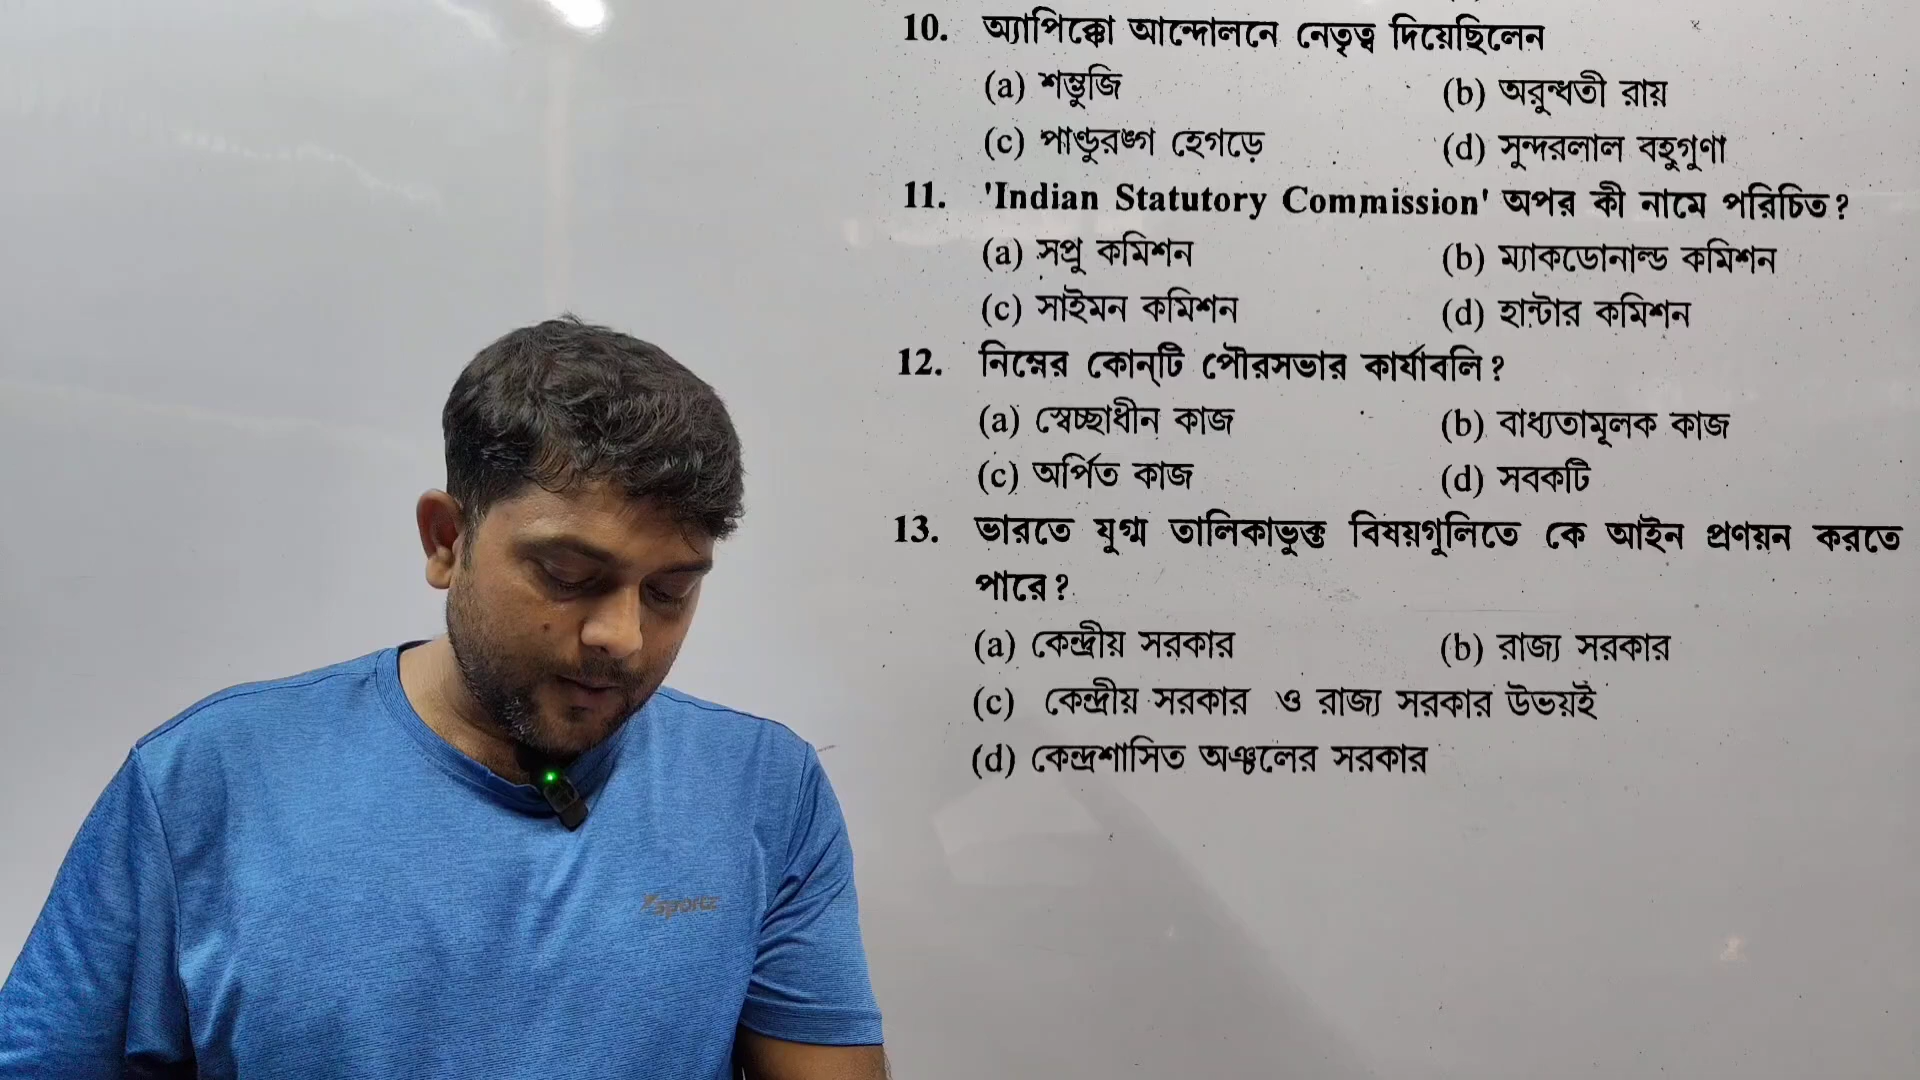 10. অ্যাপিক্কো আন্দোলনে নেতৃত্ব দিয়েছিলেন
(a) শম্ভুজি (b) অরুন্ধতী রায়
(c) পাণ্ডুরঙ্গ হেগড়ে (d) সুন্দরলাল বহুগুণা
11. 'Indian Statutory Commission' অপর কী নামে পরিচিত?
(a) সপ্রু কমিশন (b) ম্যাকডোনাল্ড কমিশন
(c) সাইমন কমিশন (d) হান্টার কমিশন
12. নিম্নের কোন্‌টি পৌরসভার কার্যাবলি?
(a) স্বেচ্ছাধীন কাজ (b) বাধ্যতামূলক কাজ
(c) অর্পিত কাজ (d) সবকটি
13. ভারতে যুগ্ম তালিকাভুক্ত বিষয়গুলিতে কে আইন প্রণয়ন করতে
পারে?
(a) কেন্দ্রীয় সরকার (b) রাজ্য সরকার
(c) কেন্দ্রীয় সরকার ও রাজ্য সরকার উভয়ই
(d) কেন্দ্রশাসিত অঞ্চলের সরকার